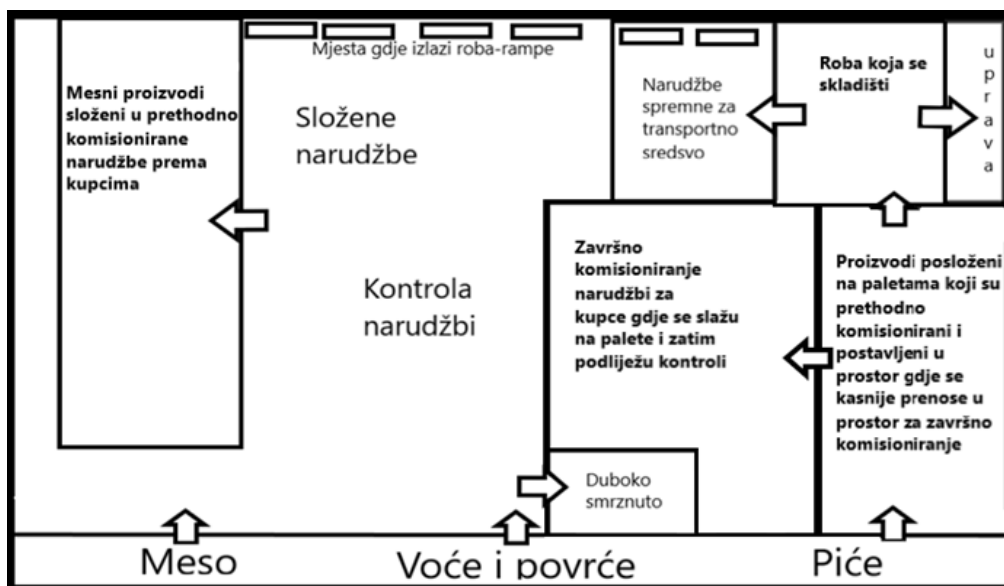 Mesni proizvodi
složeni u prethodno
komisionirane
narudžbe prema
kupcima
Mjesta gdje izlazi roba-rampe
Složene
narudžbe
Kontrola
narudžbi
Narudžbe
spremne za
transportno
sredsvo
Roba koja se
skladišti
u
p
r
a
v
a
Završno
komisioniranje
narudžbi za
kupce gdje se slažu
na palete i zatim
podliježu kontroli
Proizvodi posloženi
na paletama koji su
prethodno
komisionirani i
postavljeni u
prostor gdje se
kasnije prenose u
prostor za završno
komisioniranje
Duboko
smrznuto
Meso
Voće i povrće
Piće